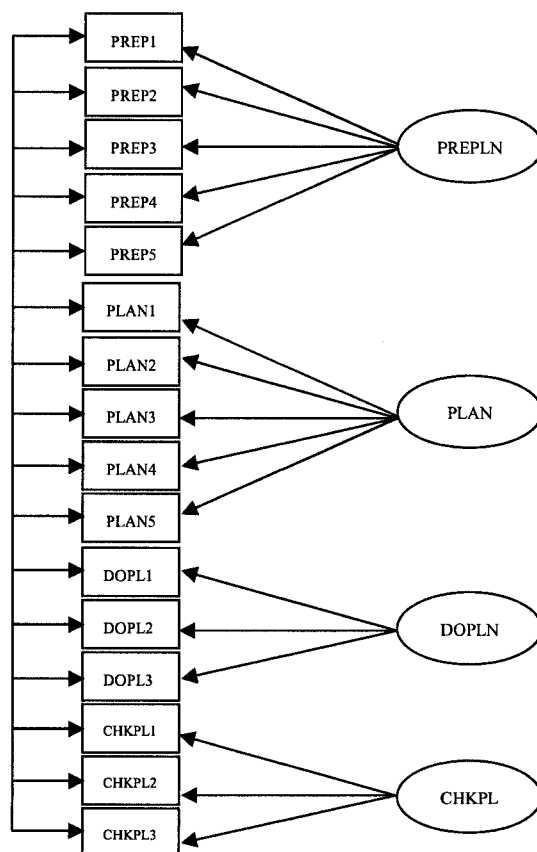 PREP1
PREP2
PREP3
PREP4
PREP5
PREPLN
PLAN1
PLAN2
PLAN3
PLAN4
PLAN5
PLAN
DOPL1
DOPL2
DOPL3
DOPLN
CHKPL1
CHKPL2
CHKPL3
CHKPL